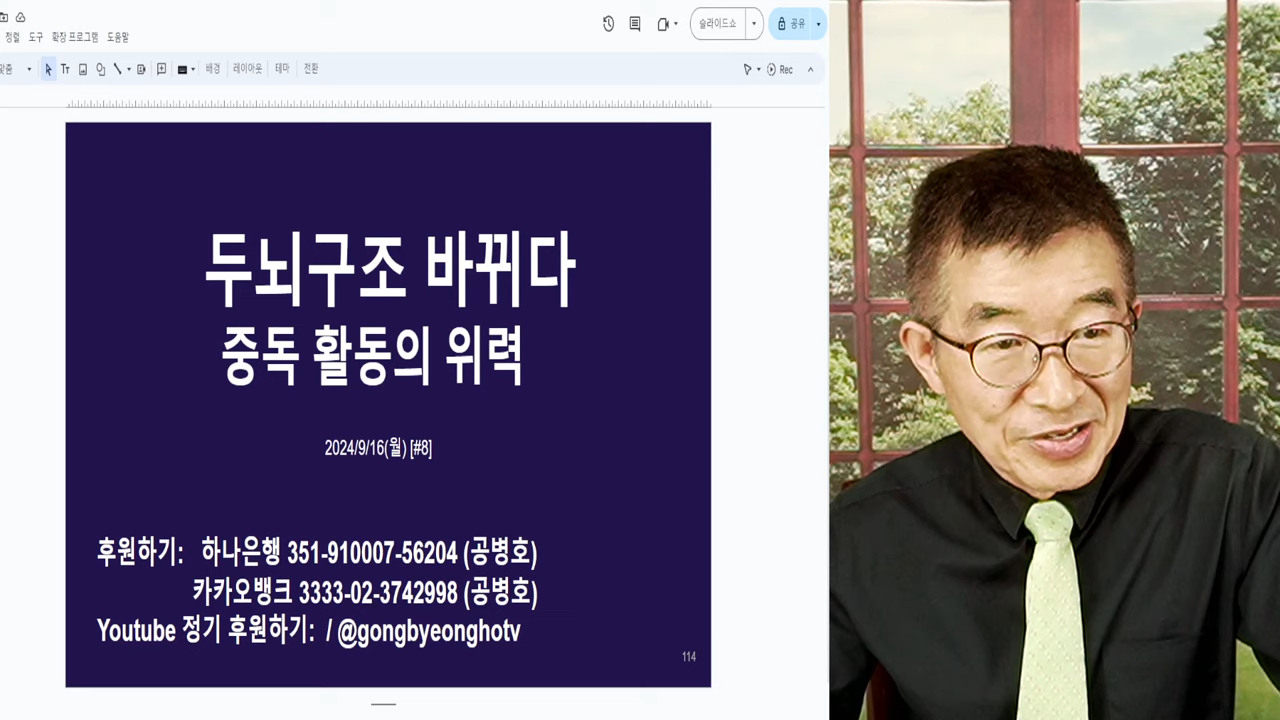 정렬 도구 확장 프로그램 도움말
슬라이드쇼
공유
배경 레이아웃 테마 전환
Rec
두뇌구조 바뀌다
중독 활동의 위력
2024/9/16(월) [#8]
후원하기: 하나은행 351-910007-56204 (공병호)
카카오뱅크 3333-02-3742998 (공병호)
Youtube 정기 후원하기: / @gongbyeonghotv
114